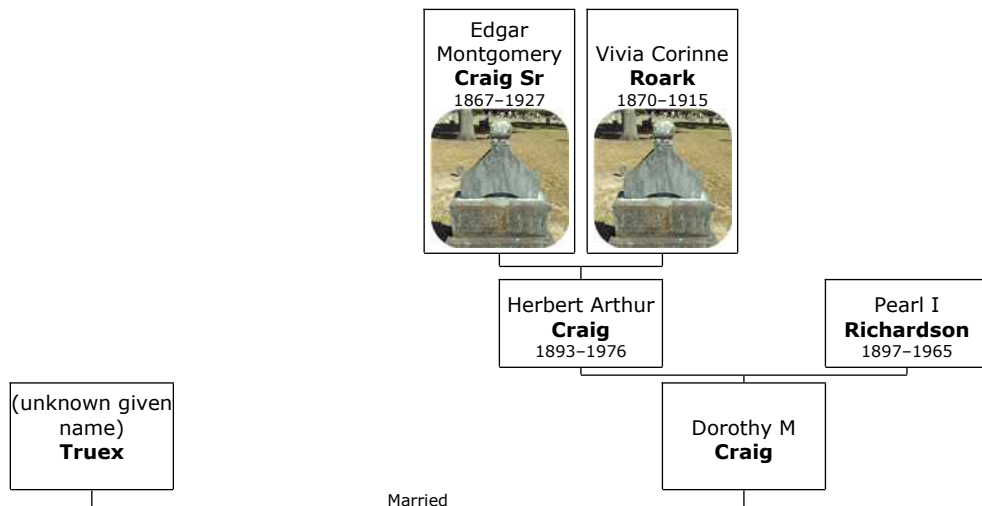 Edgar
Montgomery
Craig Sr
1867–1927
Vivia Corinne
Roark
1870–1915
Herbert Arthur
Craig
1893–1976
Pearl I
Richardson
1897–1965
(unknown given
name)
Truex
Dorothy M
Craig
Married